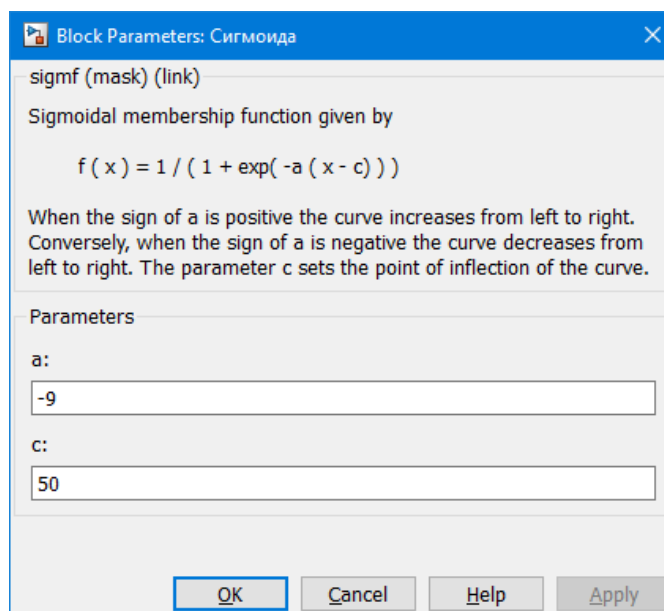 Block Parameters: Сигмоида
sigmf (mask) (link)
Sigmoidal membership function given by
f ( x ) = 1 / ( 1 + exp( -a ( x - c) ) )
When the sign of a is positive the curve increases from left to right.
Conversely, when the sign of a is negative the curve decreases from
left to right. The parameter c sets the point of inflection of the curve.
Parameters
a:
-9
c:
50
OK Cancel Help Apply